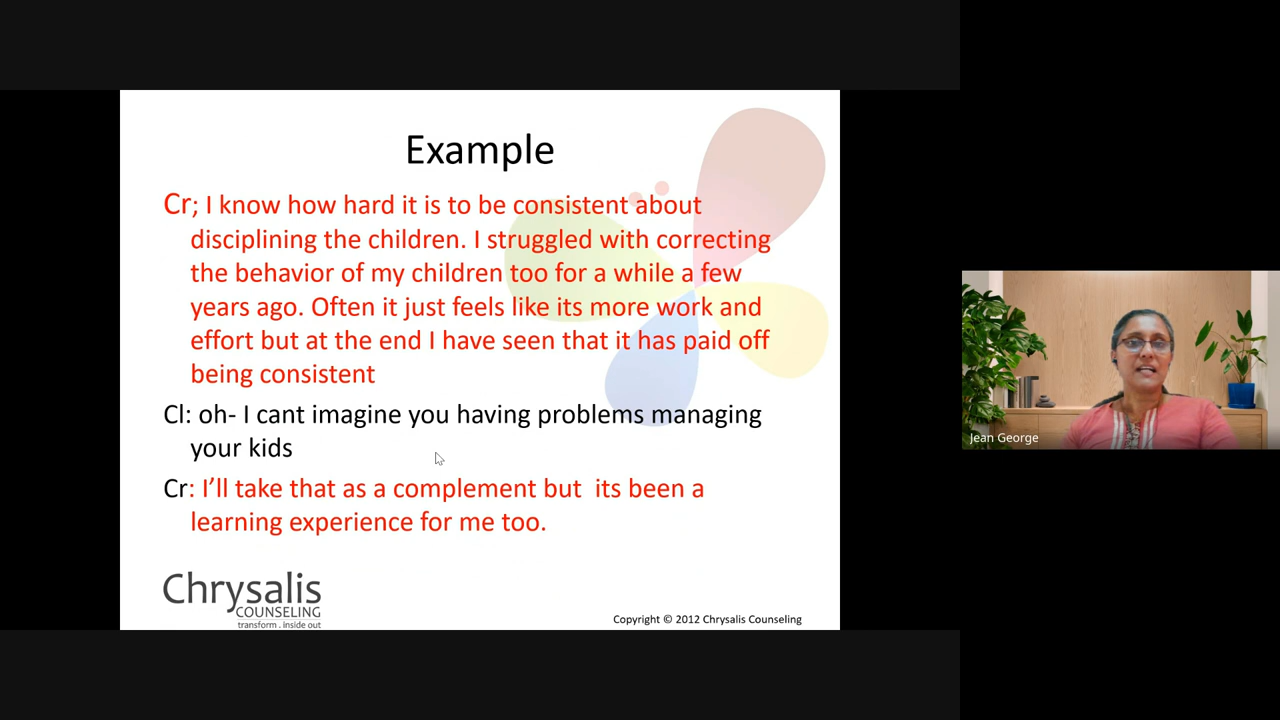 Example
Cr; I know how hard it is to be consistent about
disciplining the children. I struggled with correcting
the behavior of my children too for a while a few
years ago. Often it just feels like its more work and
effort but at the end I have seen that it has paid off
being consistent
Cl: oh- I cant imagine you having problems managing
your kids
Cr: I’ll take that as a complement but  its been a
learning experience for me too.
Chrysalis
COUNSELING
transform . inside out
Copyright © 2012 Chrysalis Counseling
Jean George